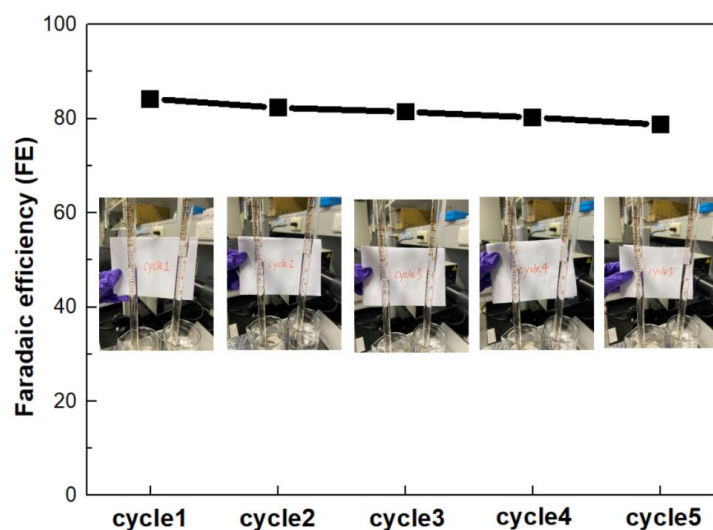 Faradaic efficiency (FE)
100
80
60
40
20
0
cycle1
cycle2
cycle3
cycle4
cycle5
cycle1 cycle2 cycle3 cycle4 cycle5